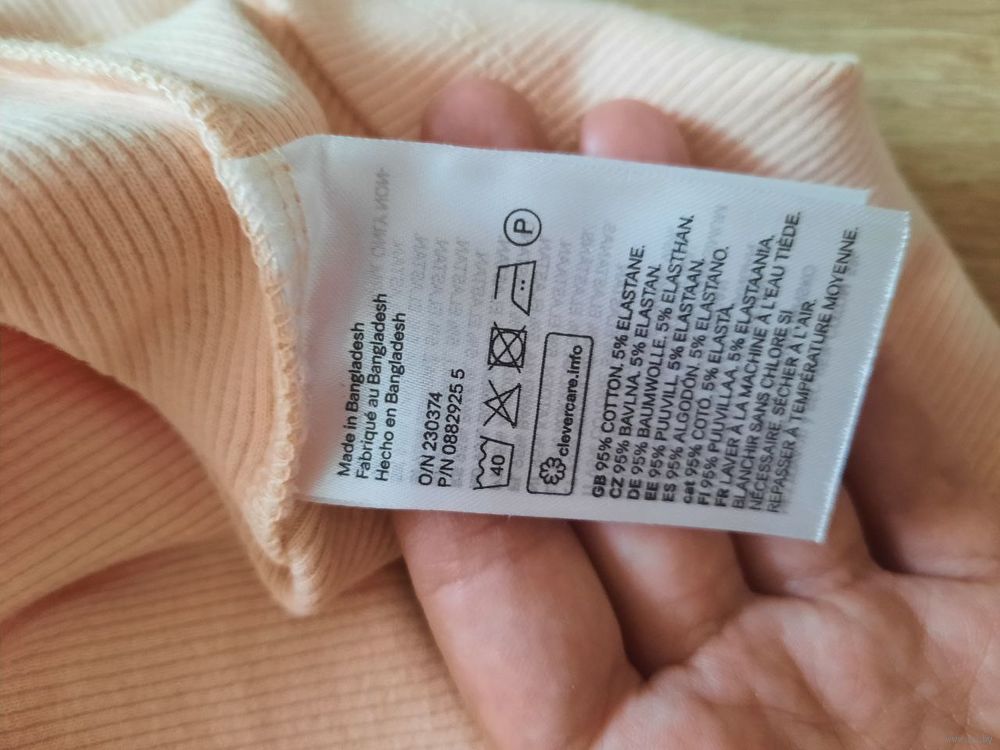 Made in Bangladesh
Fabriqué au Bangladesh
Hecho en Bangladesh
O/N 230374
P/N 0882925 5
40
P
clevercare.info
GB 95% COTTON, 5% ELASTANE.
CZ 95% BAVLNA, 5% ELASTAN.
DE 95% BAUMWOLLE, 5% ELASTHAN.
EE 95% PUUVILL, 5% ELASTAAN.
ES 95% ALGODÓN, 5% ELASTANO.
cat 95% COTÓ, 5% ELASTÀ.
FI 95% PUUVILLAA, 5% ELASTAANIA.
FR LAVER À LA MACHINE À L'EAU TIÈDE.
BLANCHIR SANS CHLORE SI
NÉCESSAIRE. SÉCHER À L'AIR.
REPASSER À TEMPÉRATURE MOYENNE.